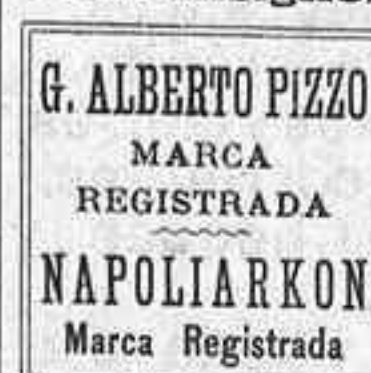 G. ALBERTO PIZZO
MARCA
REGISTRADA
NAPOLIARKON
Marca Registrada